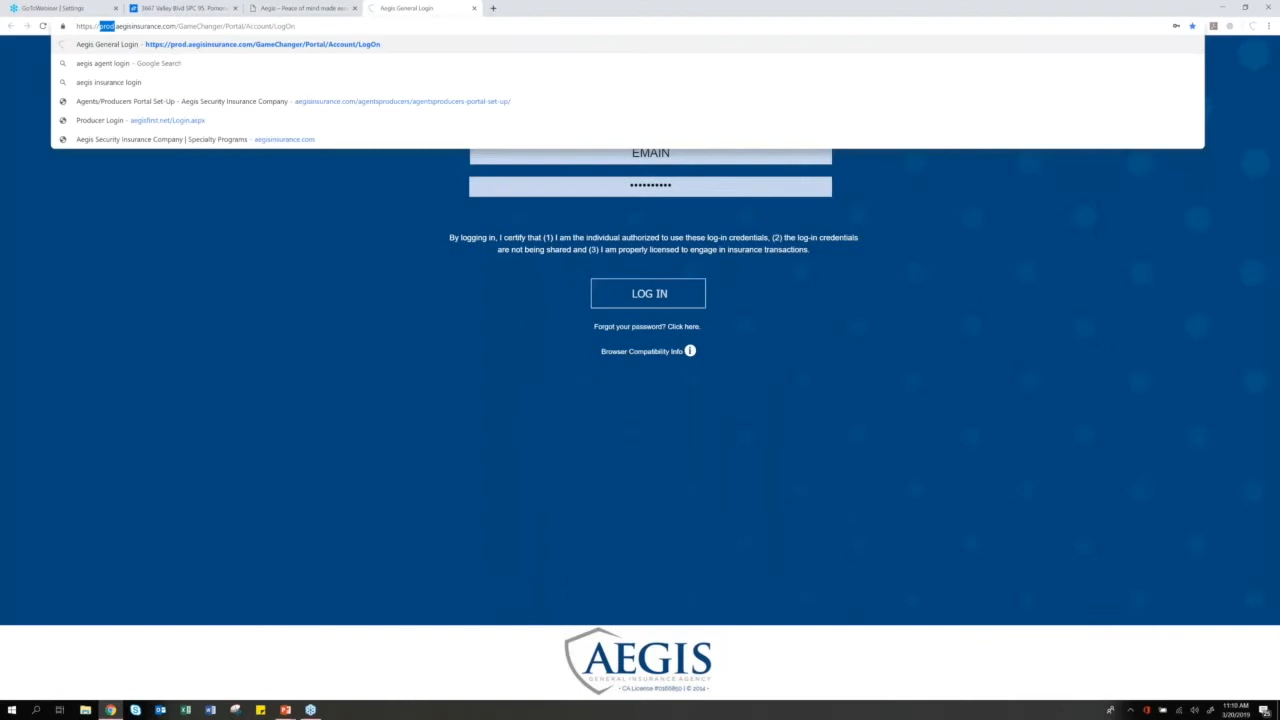 GoToWebinar | Settings
3667 Valley Blvd SPC 95, Pomon
Aegis – Peace of mind made eas
Aegis General Login
https://prod.aegisinsurance.com/GameChanger/Portal/Account/LogOn
Aegis General Login - https://prod.aegisinsurance.com/GameChanger/Portal/Account/LogOn
aegis agent login - Google Search
aegis insurance login
Agents/Producers Portal Set-Up - Aegis Security Insurance Company - aegisinsurance.com/agentsproducers/agentsproducers-portal-set-up/
Producer Login - aegisfirst.net/Login.aspx
Aegis Security Insurance Company | Specialty Programs - aegisinsurance.com
EMAIN
••••••••••
By logging in, I certify that (1) I am the individual authorized to use these log-in credentials, (2) the log-in credentials
are not being shared and (3) I am properly licensed to engage in insurance transactions.
LOG IN
Forgot your password? Click here.
Browser Compatibility Info
AEGIS
GENERAL INSURANCE AGENCY
- CA License #0166850 | © 2014 -
11:10 AM
3/20/2019